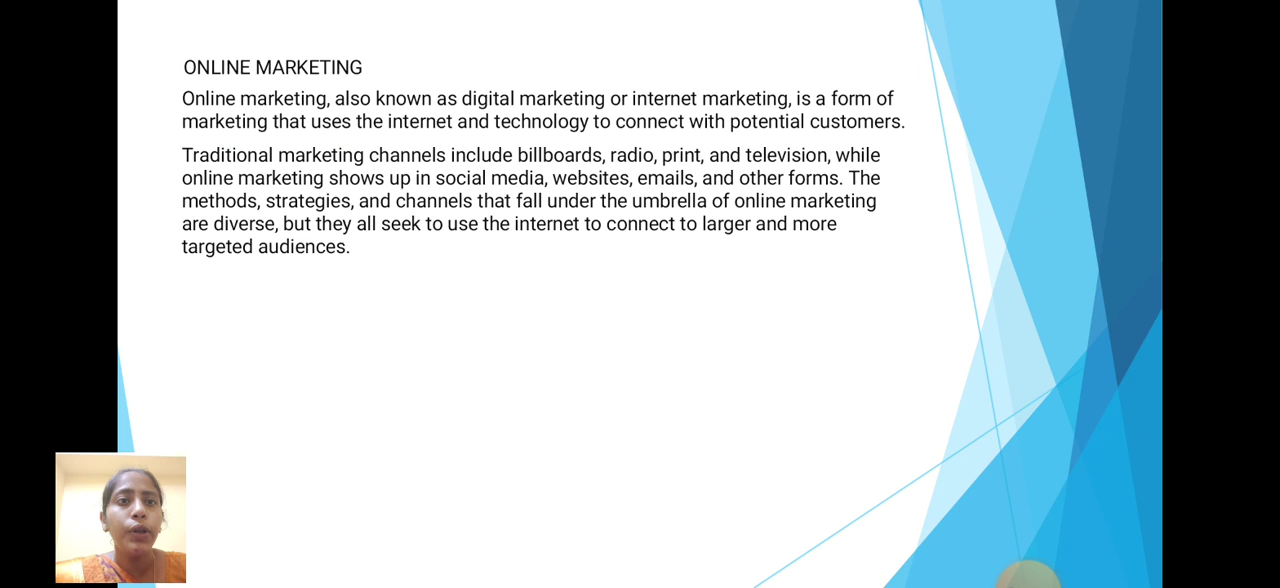 ONLINE MARKETING
Online marketing, also known as digital marketing or internet marketing, is a form of
marketing that uses the internet and technology to connect with potential customers.
Traditional marketing channels include billboards, radio, print, and television, while
online marketing shows up in social media, websites, emails, and other forms. The
methods, strategies, and channels that fall under the umbrella of online marketing
are diverse, but they all seek to use the internet to connect to larger and more
targeted audiences.